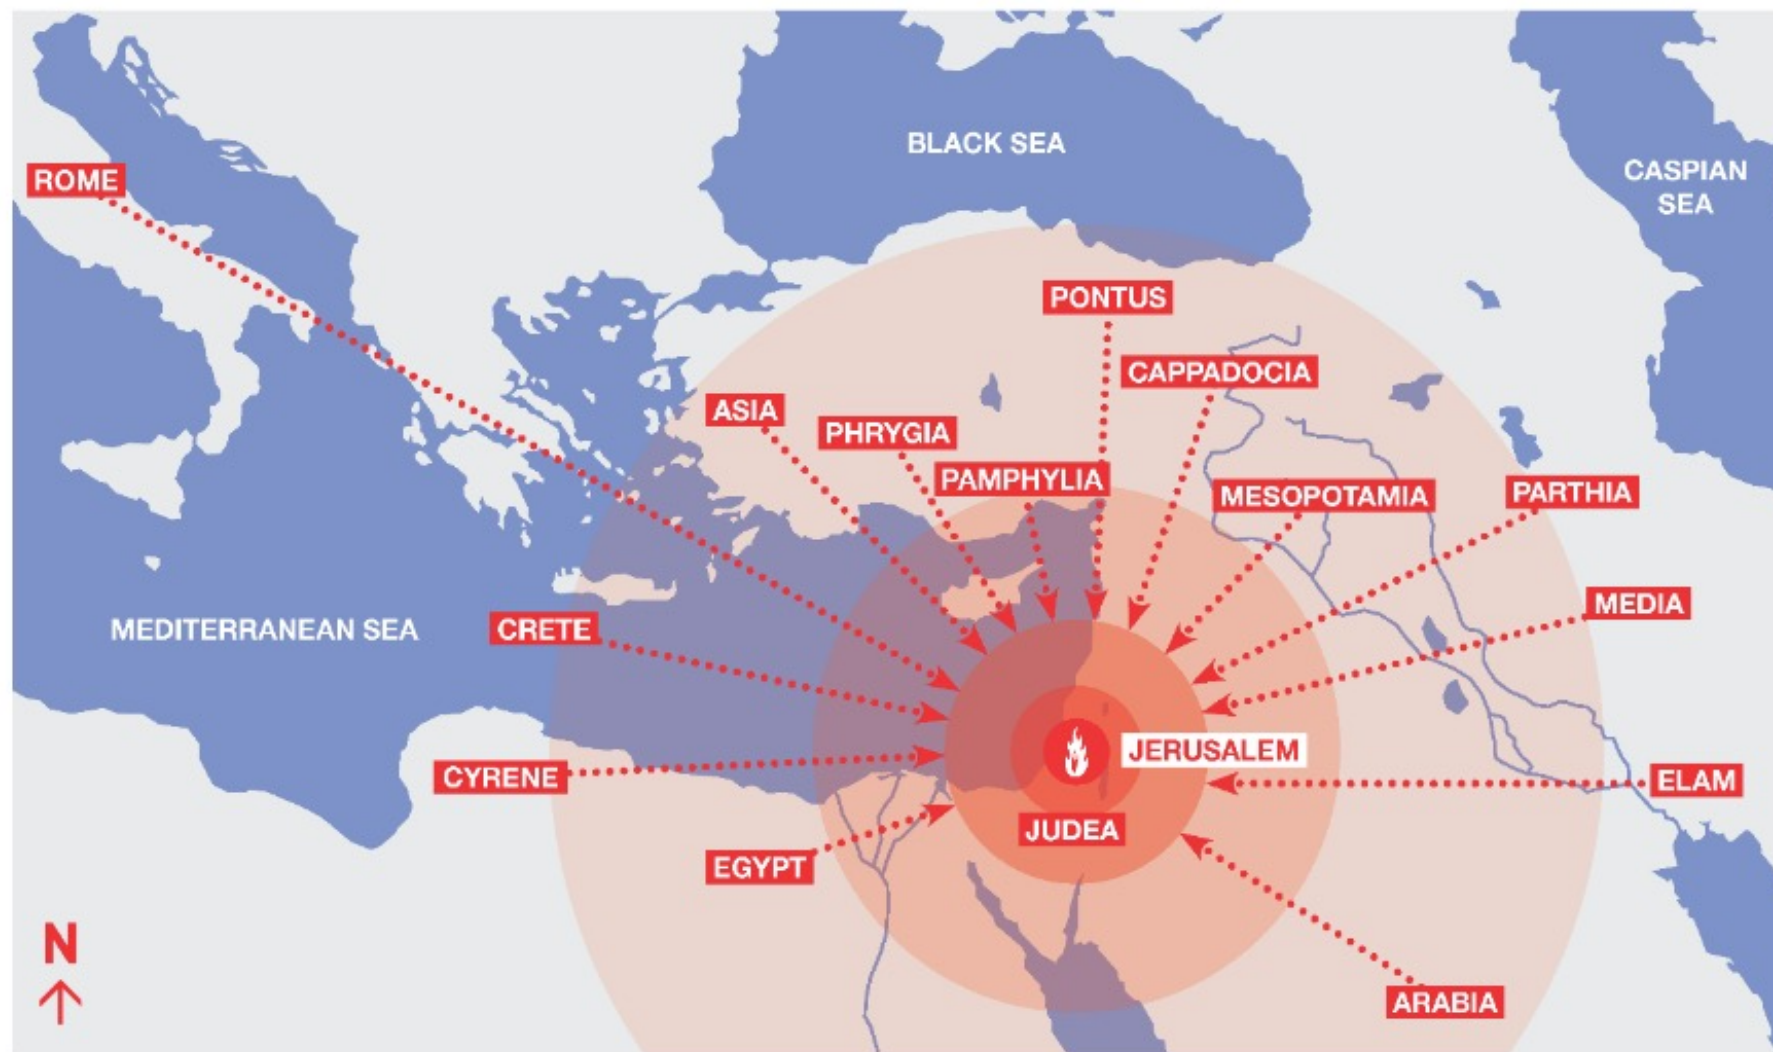 BLACK SEA
CASPIAN
SEA
ROME
PONTUS
CAPPADOCIA
ASIA
PHRYGIA
PAMPHYLIA
MESOPOTAMIA
PARTHIA
MEDIA
MEDITERRANEAN SEA
CRETE
JERUSALEM
CYRENE
ELAM
JUDEA
EGYPT
N
ARABIA